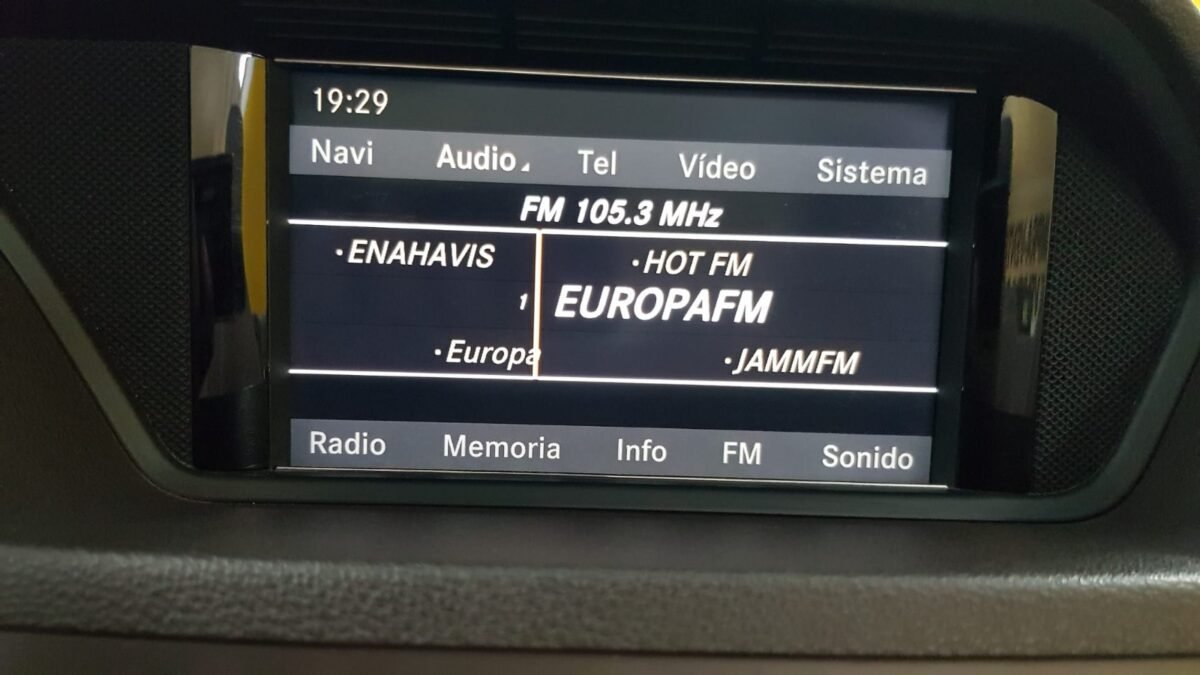 19:29
Navi Audio Tel Vídeo Sistema
FM 105.3 MHz
·ENAHAVIS ·HOT FM
1 EUROPAFM
·Europa ·JAMMFM
Radio Memoria Info FM Sonido